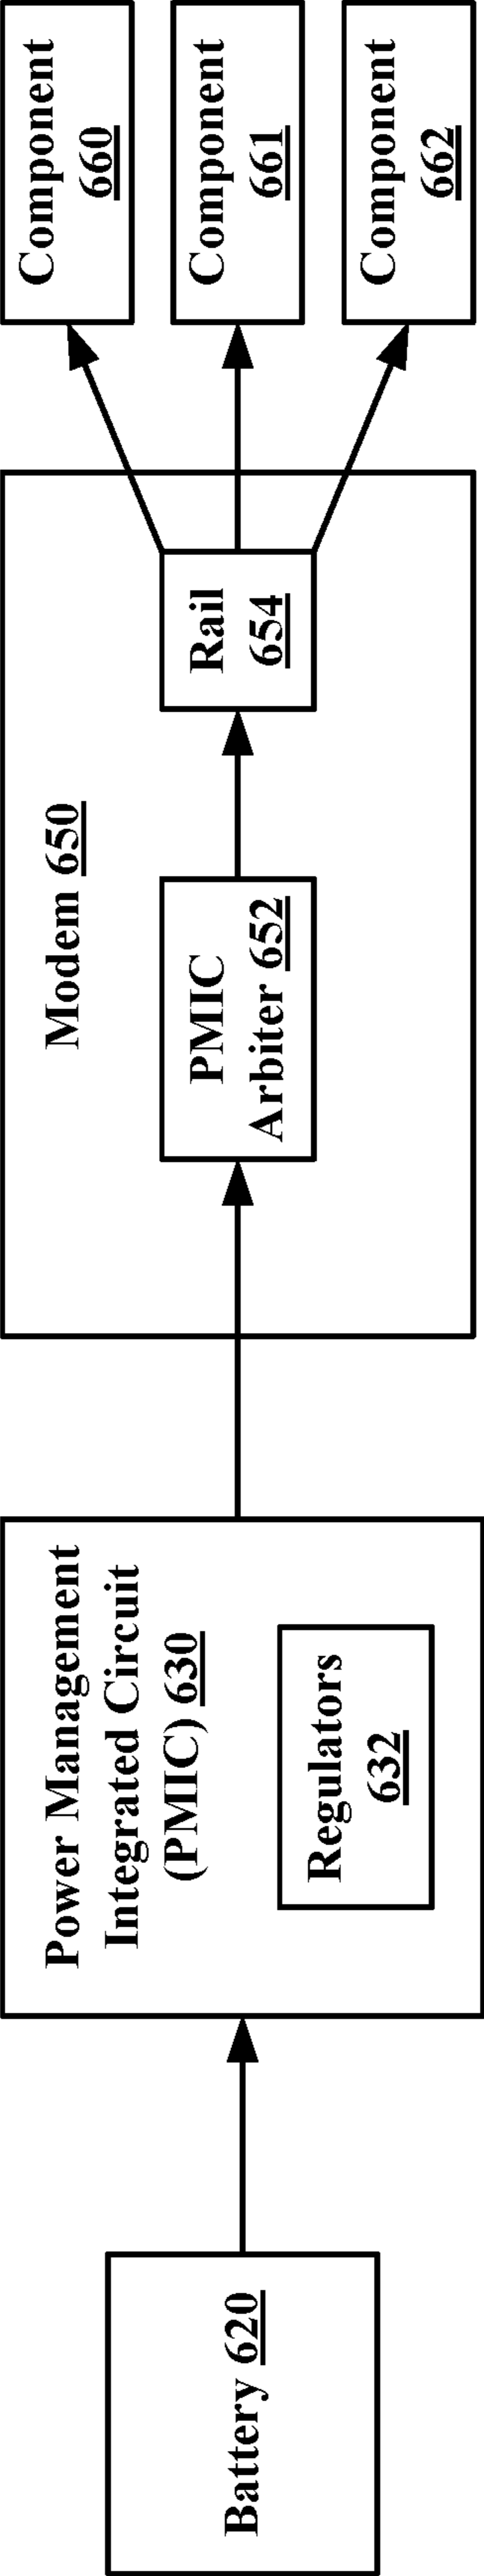 Battery 620
Power Management
Integrated Circuit
(PMIC) 630
Regulators
632
Modem 650
PMIC
Arbiter 652
Rail
654
Component
660
Component
661
Component
662